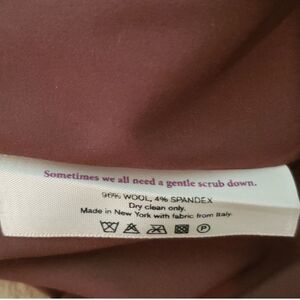 Sometimes we all need a gentle scrub down.
96% WOOL, 4% SPANDEX
Dry clean only.
Made in New York with fabric from Italy.
P